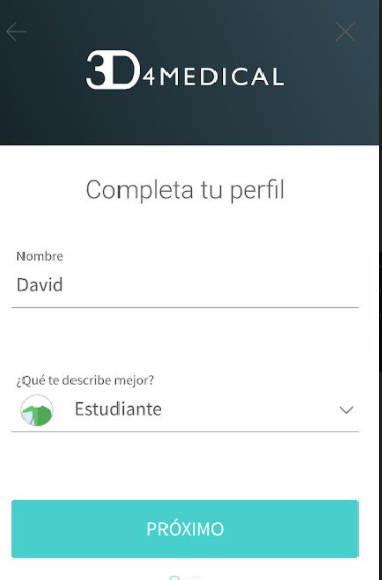 3D4MEDICAL
Completa tu perfil
Nombre
David
¿Qué te describe mejor?
Estudiante
PRÓXIMO